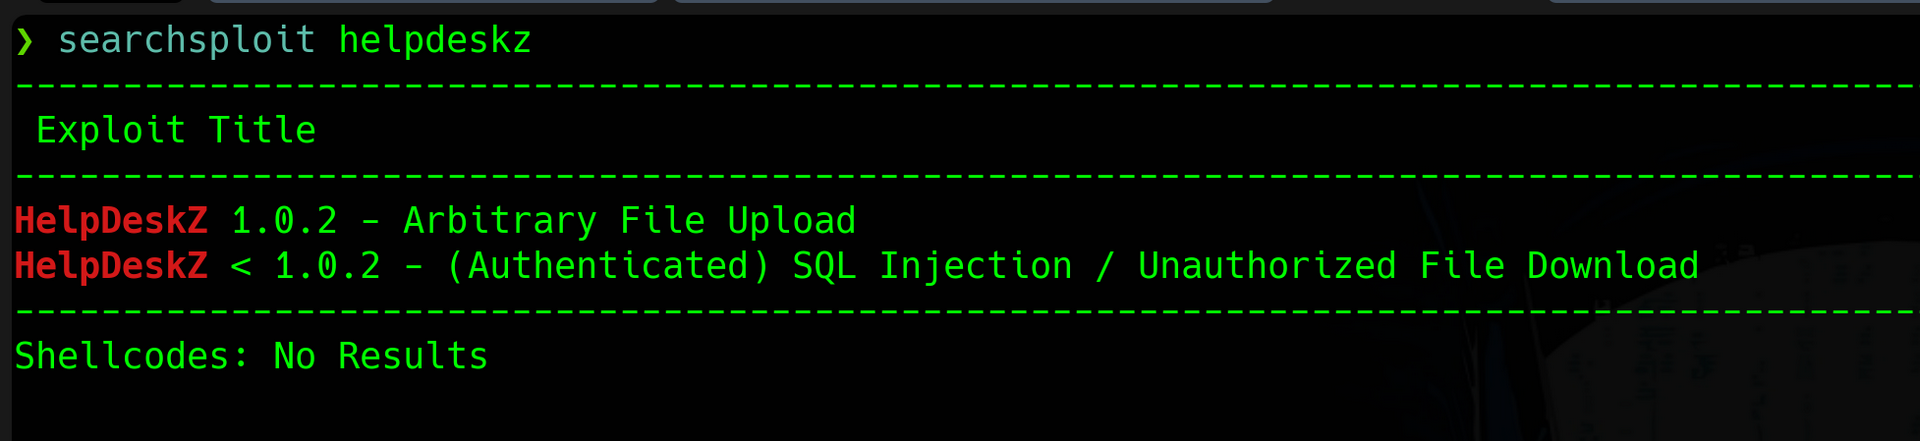 ❯ searchsploit helpdeskz
----------------------------------------------------------------------------------------
Exploit Title
----------------------------------------------------------------------------------------
HelpDeskZ 1.0.2 - Arbitrary File Upload
HelpDeskZ < 1.0.2 - (Authenticated) SQL Injection / Unauthorized File Download
----------------------------------------------------------------------------------------
Shellcodes: No Results